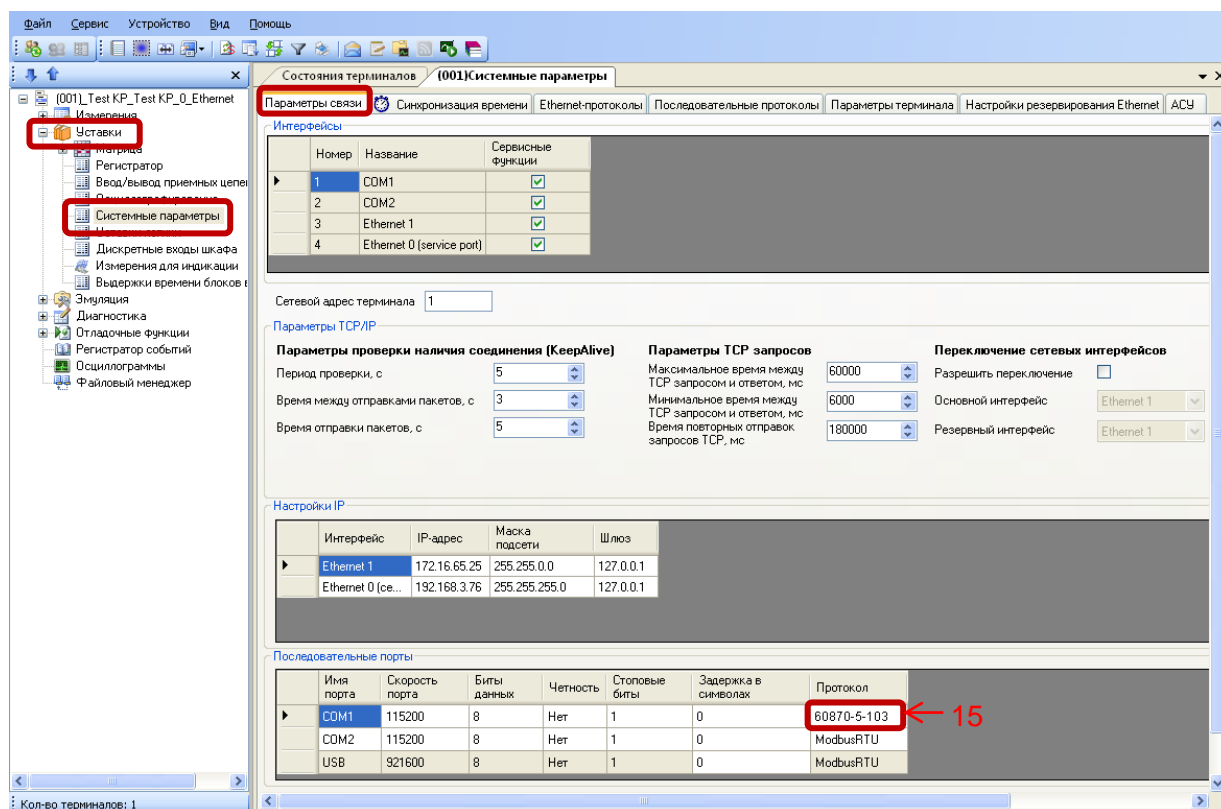 Файл Сервис Устройство Вид Помощь
Состояния терминалов (001)Системные параметры
(001)_Test KP_Test KP_0_Ethernet
Измерения
Уставки
Матрица
Регистратор
Ввод/вывод приемных цепе
Осциллографирование
Системные параметры
Уставки логики
Дискретные входы шкафа
Измерения для индикации
Выдержки времени блоков в
Эмуляция
Диагностика
Отладочные функции
Регистратор событий
Осциллограммы
Файловый менеджер
Кол-во терминалов: 1
Параметры связи Синхронизация времени Ethernet-протоколы Последовательные протоколы Параметры терминала Настройки резервирования Ethernet АСУ
Интерфейсы
Номер Название Сервисные функции
1 COM1
2 COM2
3 Ethernet 1
4 Ethernet 0 (service port)
Сетевой адрес терминала 1
Параметры TCP/IP
Параметры проверки наличия соединения (KeepAlive) Параметры TCP запросов Переключение сетевых интерфейсов
Период проверки, с 5
Время между отправками пакетов, с 3
Время отправки пакетов, с 5
Максимальное время между
TCP запросом и ответом, мс 60000
Минимальное время между
TCP запросом и ответом, мс 6000
Время повторных отправок
запросов TCP, мс 180000
Разрешить переключение
Основной интерфейс Ethernet 1
Резервный интерфейс Ethernet 1
Настройки IP
Интерфейс IP-адрес Маска подсети Шлюз
Ethernet 1 172.16.65.25 255.255.0.0 127.0.0.1
Ethernet 0 (се... 192.168.3.76 255.255.255.0 127.0.0.1
Последовательные порты
Имя порта Скорость порта Биты данных Четность Стоповые биты Задержка в символах Протокол
COM1 115200 8 Нет 1 0 60870-5-103 15
COM2 115200 8 Нет 1 0 ModbusRTU
USB 921600 8 Нет 1 0 ModbusRTU